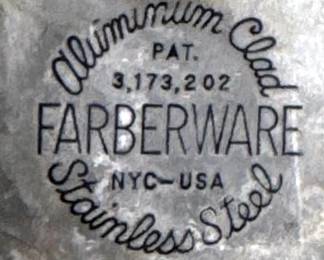 Aluminum Clad
PAT.
3,173,202
FARBERWARE
NYC-USA
Stainless Steel